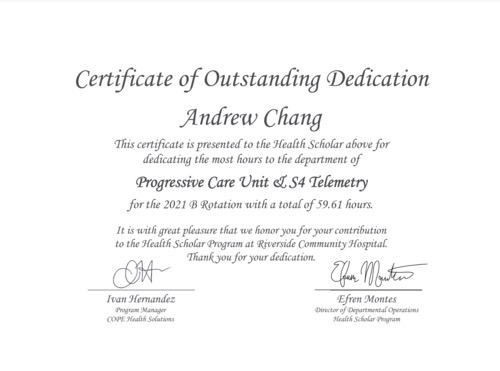 Certificate of Outstanding Dedication
Andrew Chang
This certificate is presented to the Health Scholar above for
dedicating the most hours to the department of
Progressive Care Unit & S4 Telemetry
for the 2021 B Rotation with a total of 59.61 hours.
It is with great pleasure that we honor you for your contribution
to the Health Scholar Program at Riverside Community Hospital.
Thank you for your dedication.
Efren Montes
Ivan Hernandez
Program Manager
COPE Health Solutions
Efren Montes
Director of Departmental Operations
Health Scholar Program